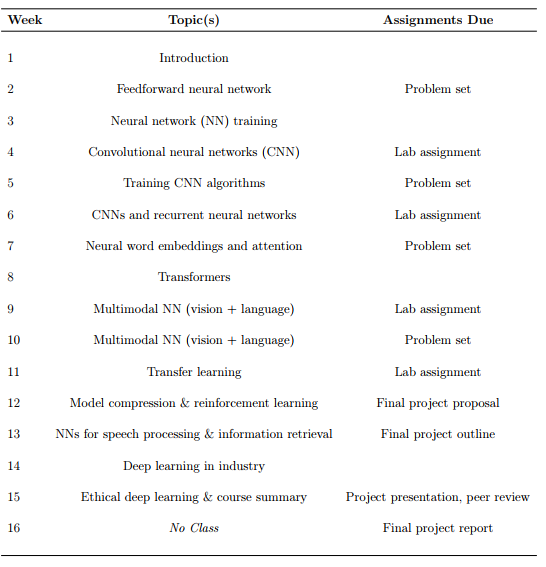 Week Topic(s) Assignments Due
1 Introduction
2 Feedforward neural network Problem set
3 Neural network (NN) training
4 Convolutional neural networks (CNN) Lab assignment
5 Training CNN algorithms Problem set
6 CNNs and recurrent neural networks Lab assignment
7 Neural word embeddings and attention Problem set
8 Transformers
9 Multimodal NN (vision + language) Lab assignment
10 Multimodal NN (vision + language) Problem set
11 Transfer learning Lab assignment
12 Model compression & reinforcement learning Final project proposal
13 NNs for speech processing & information retrieval Final project outline
14 Deep learning in industry
15 Ethical deep learning & course summary Project presentation, peer review
16 No Class Final project report